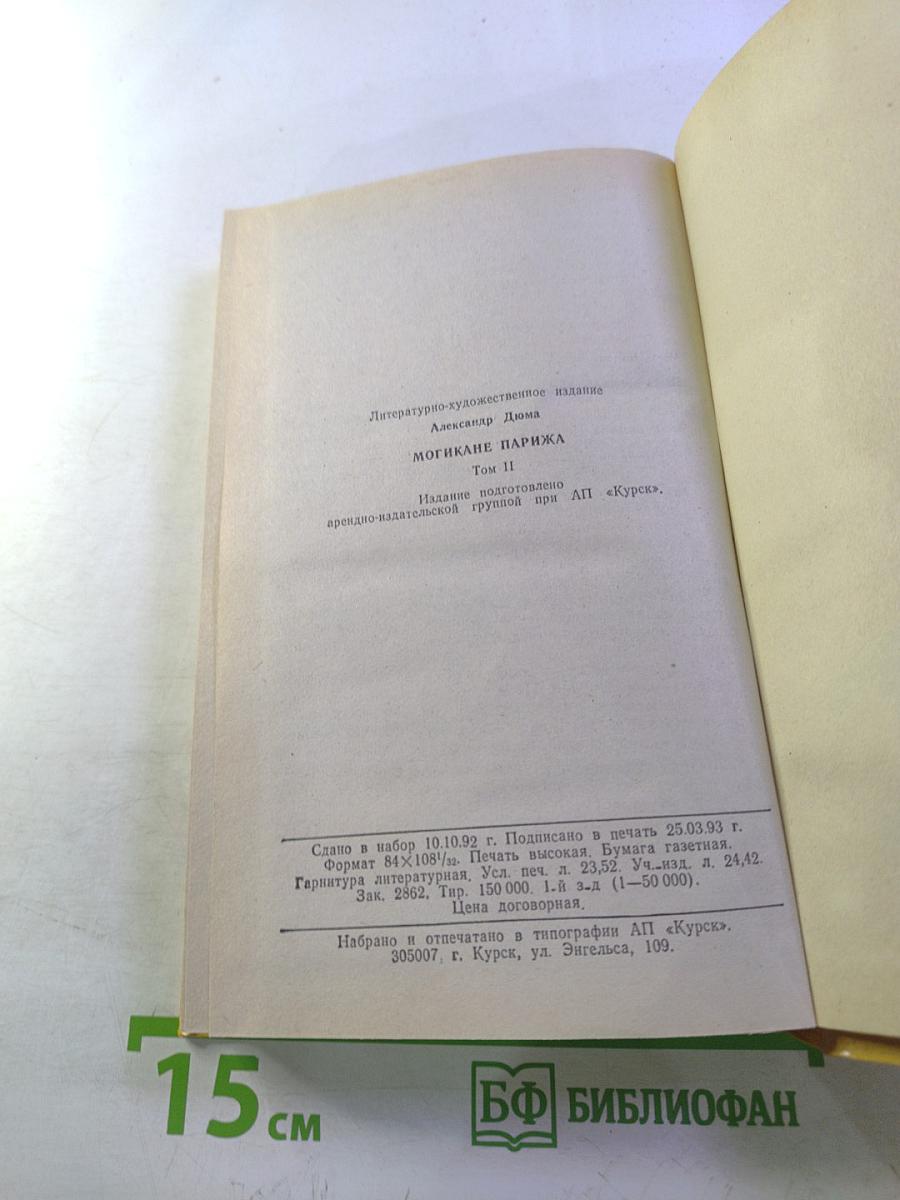 Литературно-художественное издание
Александр Дюма
МОГИКАНЕ ПАРИЖА
Том II
Издание подготовлено
арендно-издательской группой при АП «Курск».
Сдано в набор 10.10.92 г. Подписано в печать 25.03.93 г.
Формат 84×108¹/₃₂. Печать высокая. Бумага газетная.
Гарнитура литературная. Усл. печ. л. 23,52. Уч.-изд. л. 24,42.
Зак. 2862. Тир. 150 000. 1-й з-д (1—50 000).
Цена договорная.
Набрано и отпечатано в типографии АП «Курск».
305007, г. Курск, ул. Энгельса, 109.
15 см
БФ БИБЛИОФАН